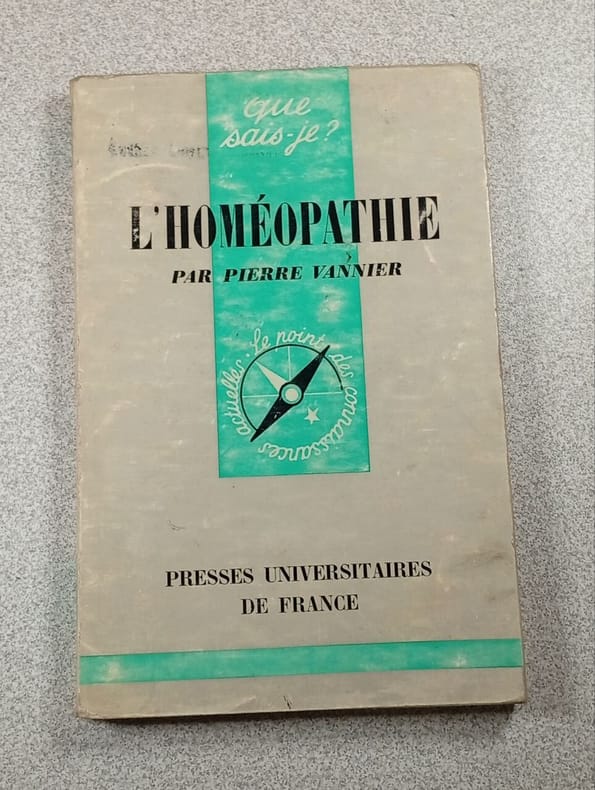 que
sais-je?
L'HOMÉOPATHIE
PAR PIERRE VANNIER
le point des connaissances actuelles.
PRESSES UNIVERSITAIRES
DE FRANCE